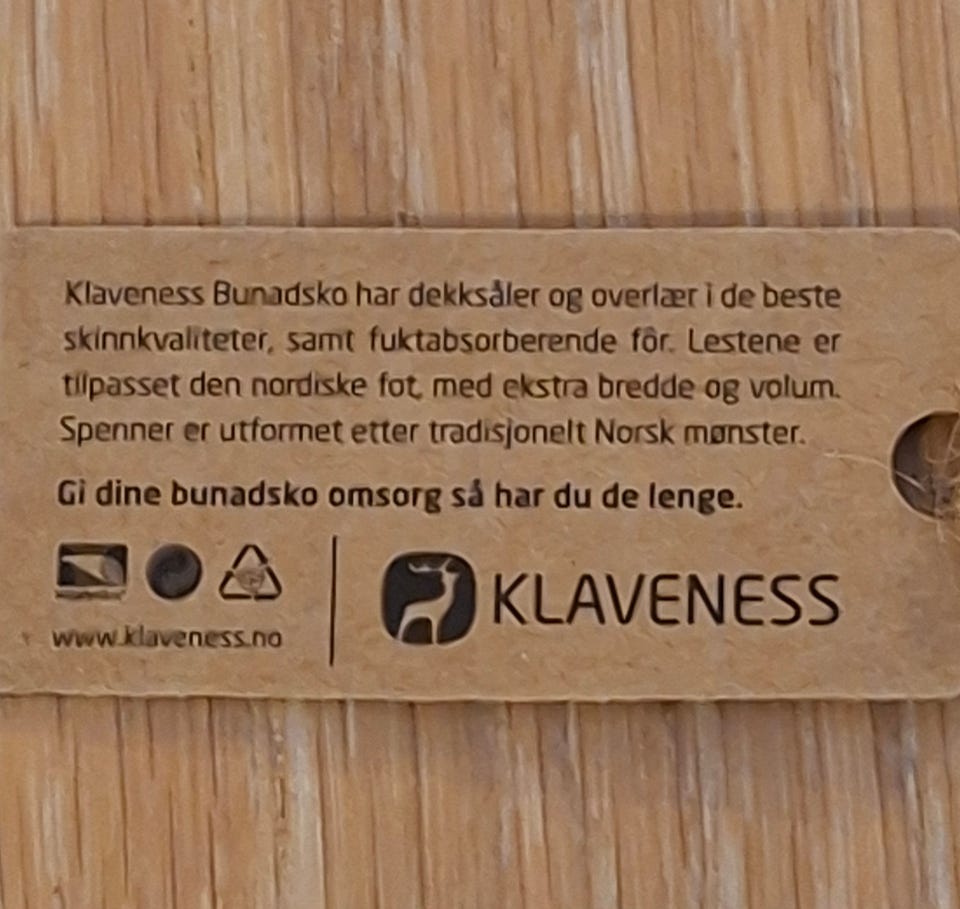 Klaveness Bunadsko har dekksåler og overlær i de beste
skinnkvaliteter, samt fuktabsorberende fôr. Lestene er
tilpasset den nordiske fot, med ekstra bredde og volum.
Spenner er utformet etter tradisjonelt Norsk mønster.
Gi dine bunadsko omsorg så har du de lenge.
www.klaveness.no
KLAVENESS